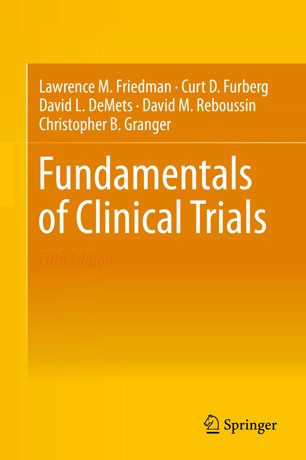 Lawrence M. Friedman · Curt D. Furberg
David L. DeMets · David M. Reboussin
Christopher B. Granger
Fundamentals
of Clinical Trials
Fifth Edition
Springer